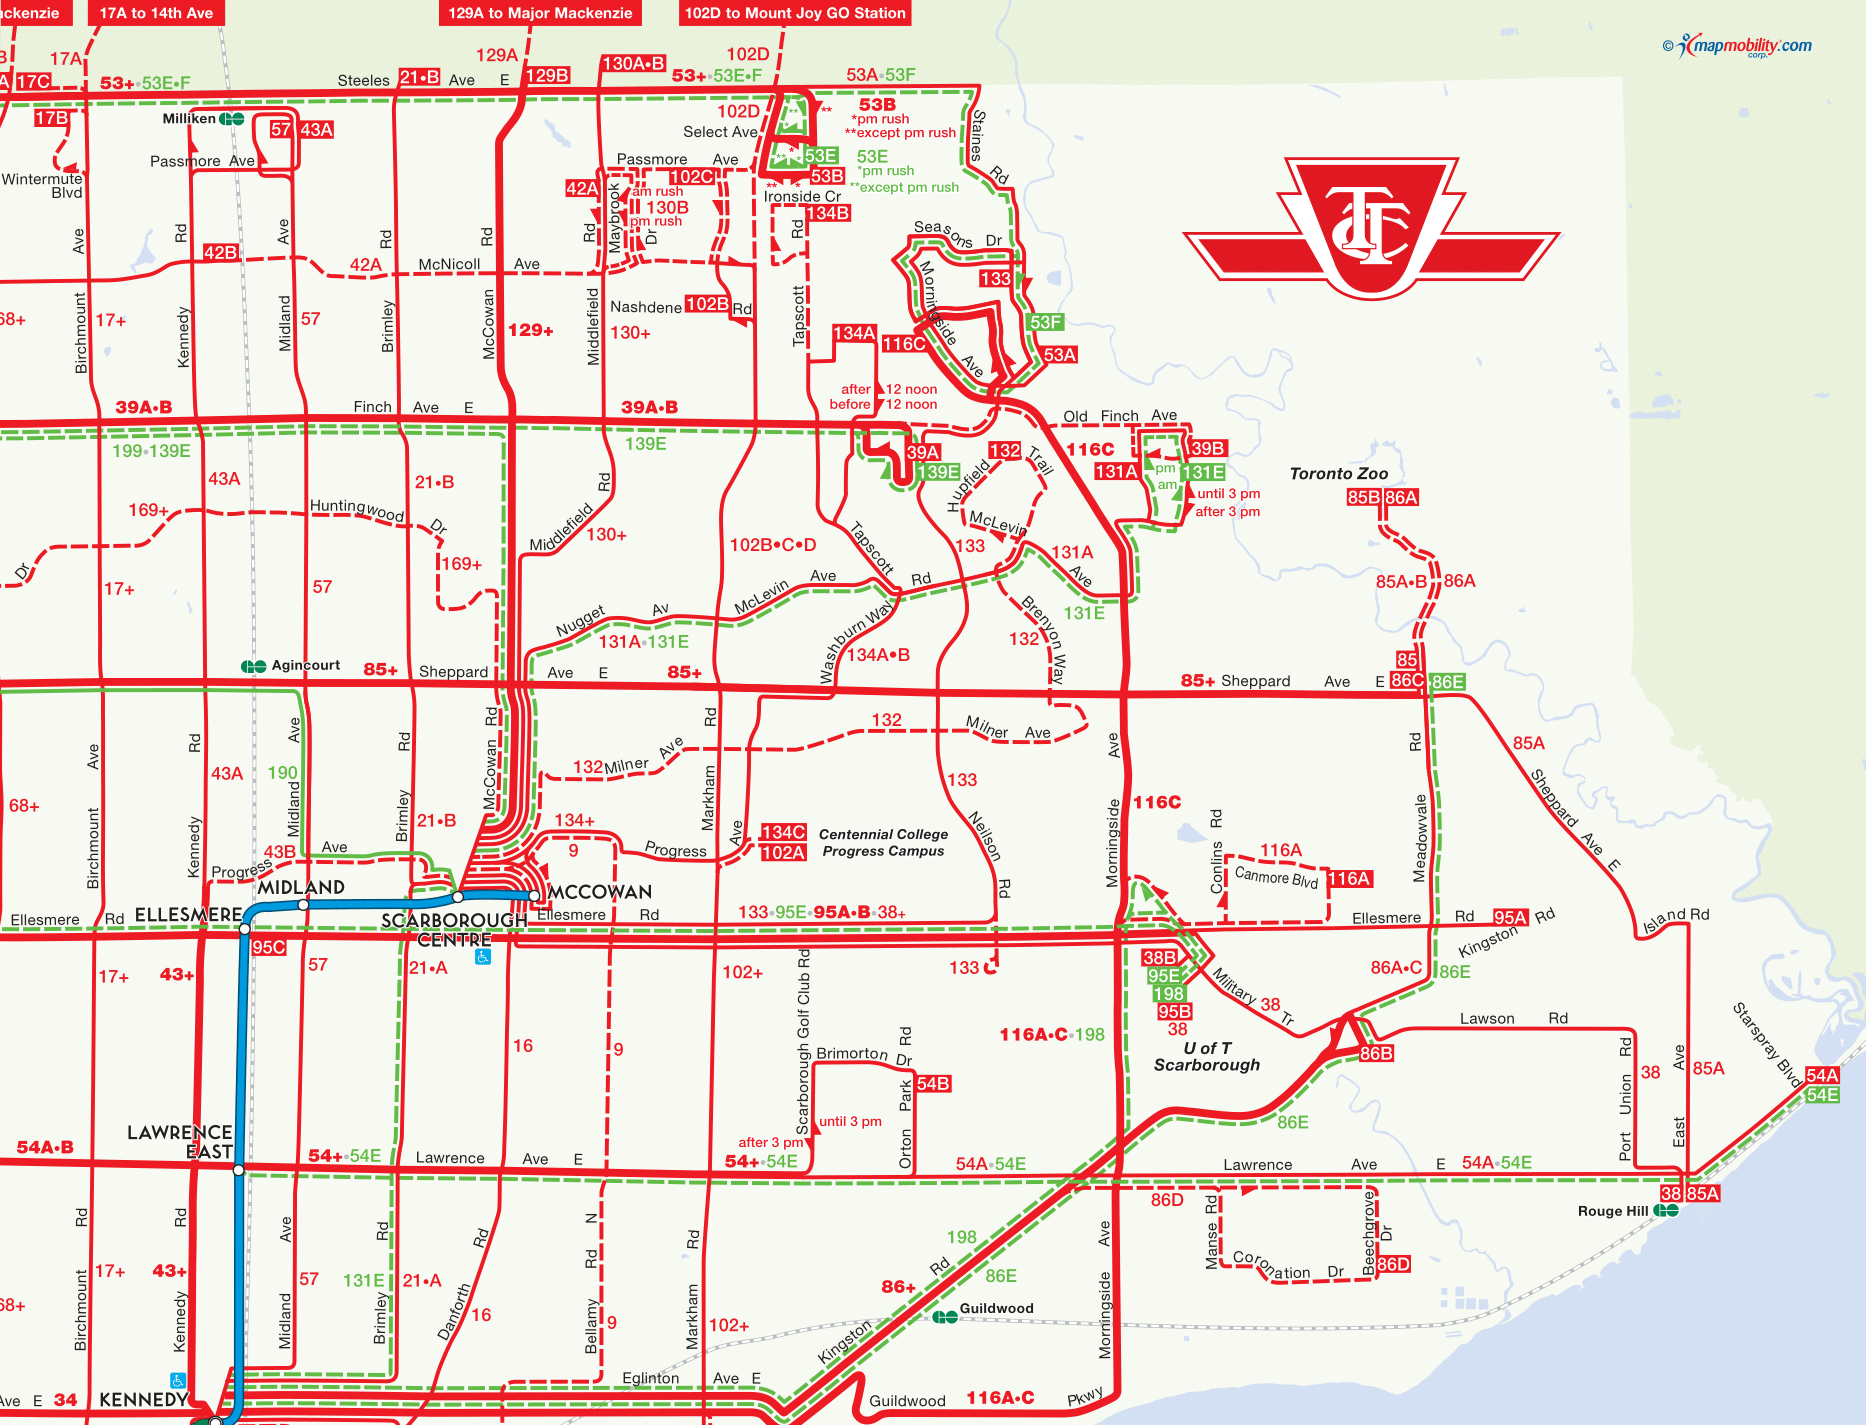 ackenzie
17A to 14th Ave
129A to Major Mackenzie
102D to Mount Joy GO Station
© mapmobility.com
corp.
17A
129A
130A•B
102D
A 17C
53+•53E•F
Steeles Ave E
21•B
129B
53+•53E•F
53A•53F
17B
Milliken
57 43A
102D
Select Ave
53B
*pm rush
**except pm rush
Staines Rd
Passmore Ave
Passmore Ave
53E
53E
*pm rush
**except pm rush
Wintermute
Blvd
42A
am rush
130B
pm rush
102C
53B
Ironside Cr
134B
Maybrook Dr
TTC
Seasons Dr
42B
42A
McNicoll Ave
133
Morningside Ave
68+
Birchmount Ave
17+
Kennedy Rd
Midland Ave
57
Brimley Rd
McCowan Rd
129+
Middlefield Rd
130+
Nashdene Rd
102B
Tapscott Rd
134A
116C
53F
53A
after 12 noon
before 12 noon
39A•B
Finch Ave E
39A•B
Old Finch Ave
199•139E
139E
39A
139E
132
116C
131A
39B
131E
pm
am
until 3 pm
after 3 pm
Toronto Zoo
85B 86A
43A
21•B
Hupfield Trail
McLevin
169+
Huntingwood Dr
Middlefield Rd
130+
102B•C•D
Tapscott Rd
133
131A
Ave
131E
Dr
169+
17+
57
McLevin Ave
Nugget Av
131A•131E
Washburn Way
134A•B
Brenyon Way
132
85A•B
86A
Agincourt
85+
Sheppard Ave E
85+
85+
Sheppard Ave E
85
86C
86E
68+
Birchmount Ave
Kennedy Rd
43A
190
Midland Ave
Brimley Rd
21•B
McCowan Rd
132
Milner Ave
Markham Rd
132
Milner Ave
133
Neilson Rd
Morningside Ave
116C
Meadowvale Rd
85A
Sheppard Ave E
43B
Progress Ave
134+
9
Progress Ave
134C
102A
Centennial College
Progress Campus
Conlins Rd
116A
Canmore Blvd
116A
MIDLAND
MCCOWAN
ELLESMERE
SCARBOROUGH
CENTRE
Ellesmere Rd
95C
Ellesmere Rd
133•95E•95A•B•38+
Ellesmere Rd
95A
Kingston Rd
Island Rd
17+
43+
57
21•A
16
9
102+
133
38B
95E
198
95B
38
Military Tr
38
86A•C
86E
Scarborough Golf Club Rd
Brimorton Dr
54B
Orton Park Rd
116A•C•198
U of T
Scarborough
86B
Lawson Rd
Port Union Rd
38
East Ave
85A
Starspray Blvd
54A
54E
until 3 pm
after 3 pm
86E
LAWRENCE
EAST
54A•B
54+•54E
Lawrence Ave E
54+•54E
54A•54E
Lawrence Ave E
54A•54E
86D
38 85A
Rouge Hill
Manse Rd
Coronation Dr
Beechgrove Dr
86D
68+
Birchmount Rd
17+
43+
Kennedy Rd
Midland Ave
57
131E
Brimley Rd
21•A
Danforth Rd
16
Bellamy Rd N
9
Markham Rd
102+
198
86+
86E
Kingston Rd
Guildwood
Morningside Ave
Ave E
34
KENNEDY
Eglinton Ave E
Guildwood Pkwy
116A•C